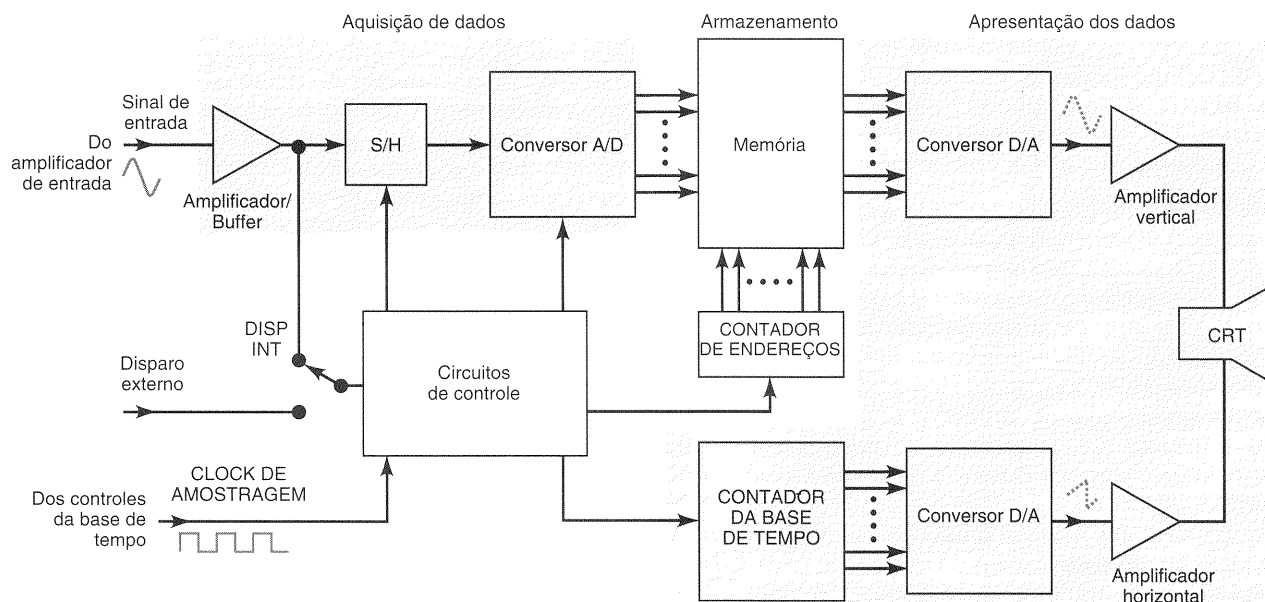 Aquisição de dados
Armazenamento
Apresentação dos dados
Sinal de
entrada
Do
amplificador
de entrada
Amplificador/
Buffer
S/H
Conversor A/D
Memória
Conversor D/A
Amplificador
vertical
DISP
INT
Disparo
externo
Circuitos
de controle
CONTADOR
DE ENDEREÇOS
CRT
CLOCK DE
AMOSTRAGEM
Dos controles
da base de
tempo
CONTADOR
DA BASE
DE TEMPO
Conversor D/A
Amplificador
horizontal